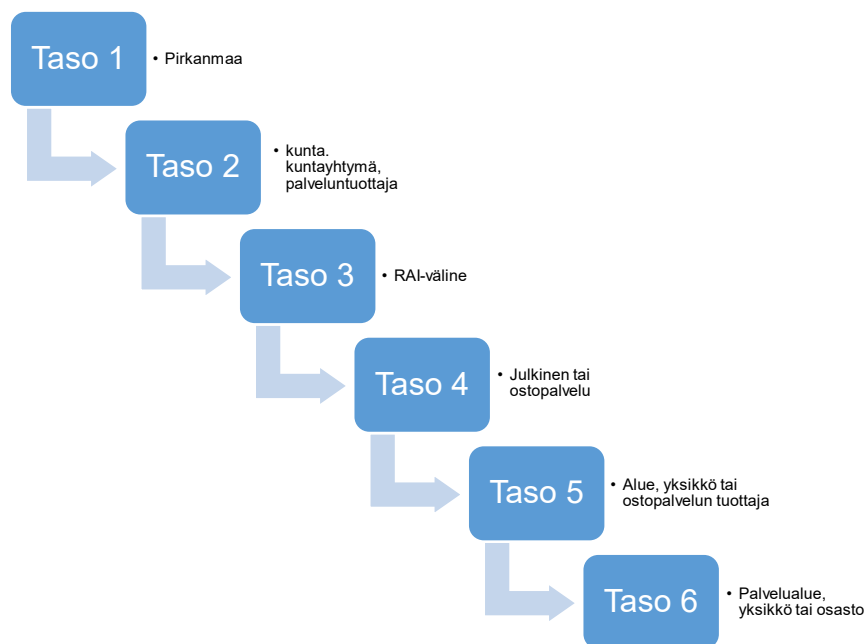 Taso 1
• Pirkanmaa
Taso 2
• kunta.
kuntayhtymä,
palveluntuottaja
Taso 3
• RAI-väline
Taso 4
• Julkinen tai
ostopalvelu
Taso 5
• Alue, yksikkö tai
ostopalvelun tuottaja
Taso 6
• Palvelualue,
yksikkö tai osasto